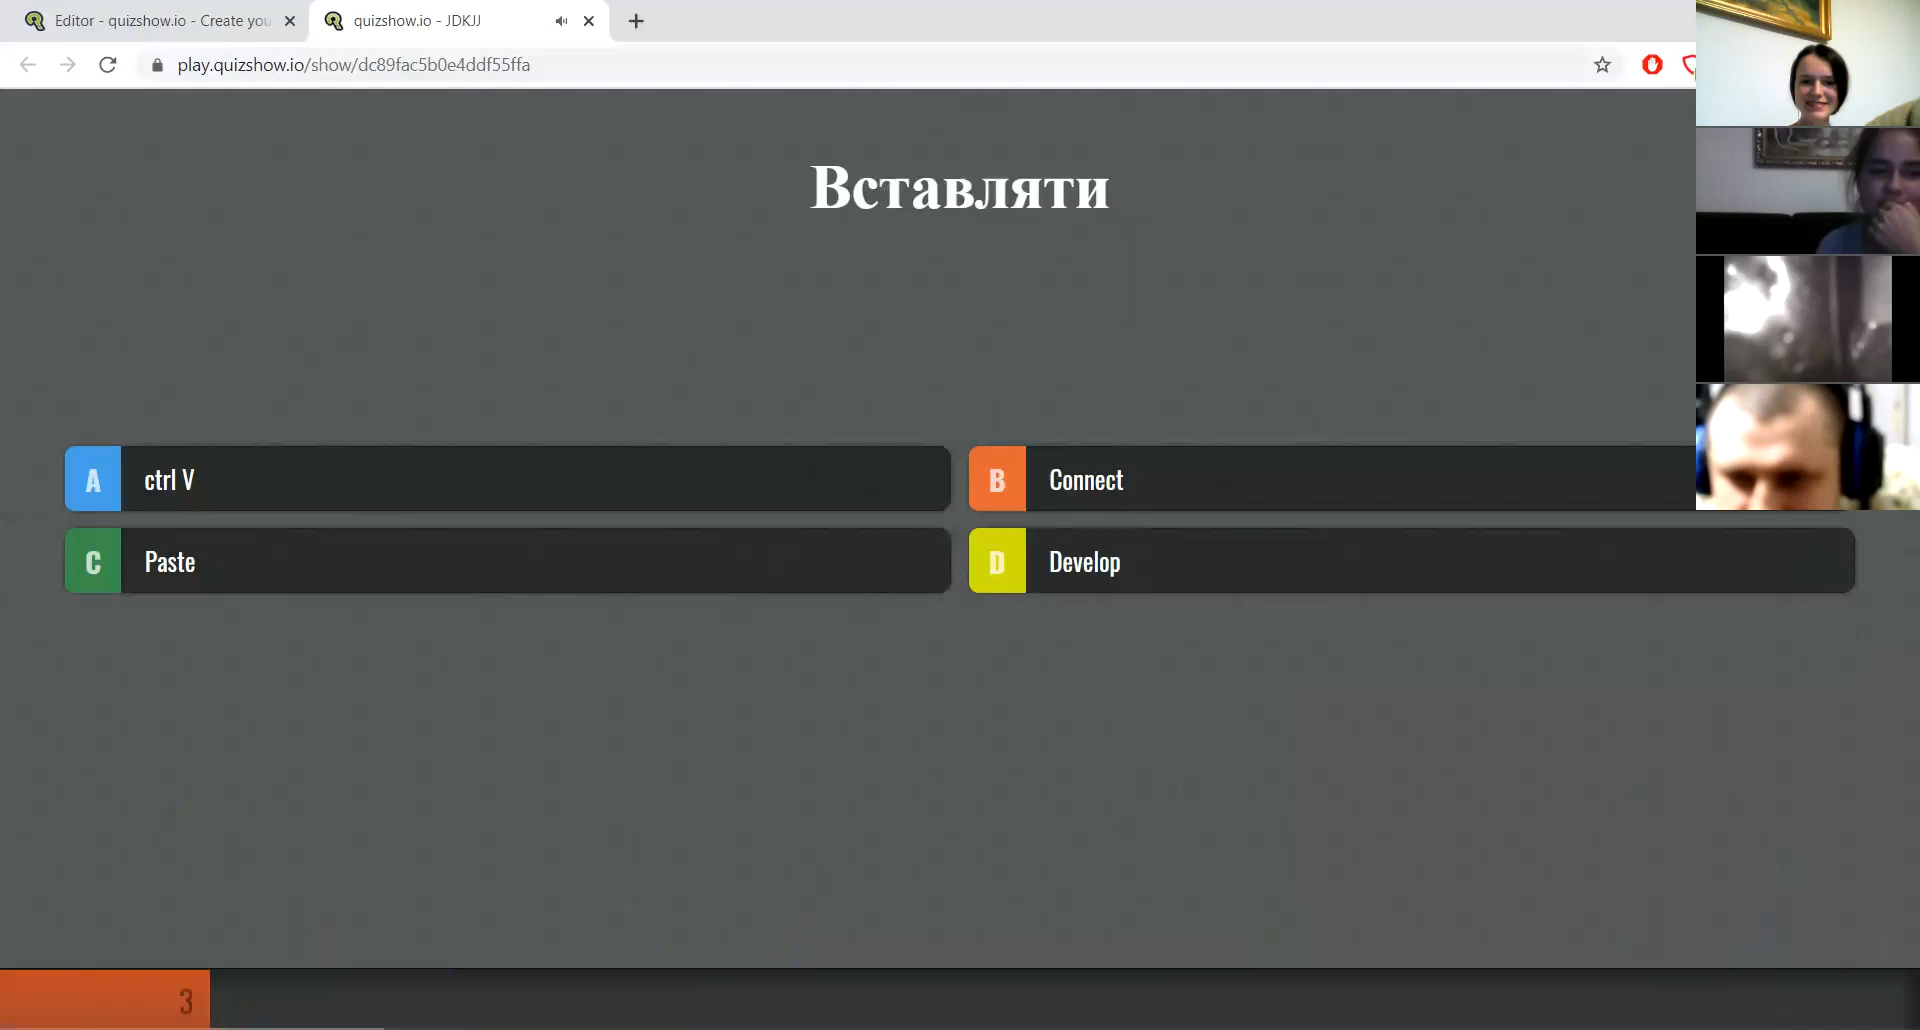 Editor - quizshow.io - Create you
quizshow.io - JDKJJ
play.quizshow.io/show/dc89fac5b0e4ddf55ffa
Вставляти
A ctrl V
B Connect
C Paste
D Develop
3